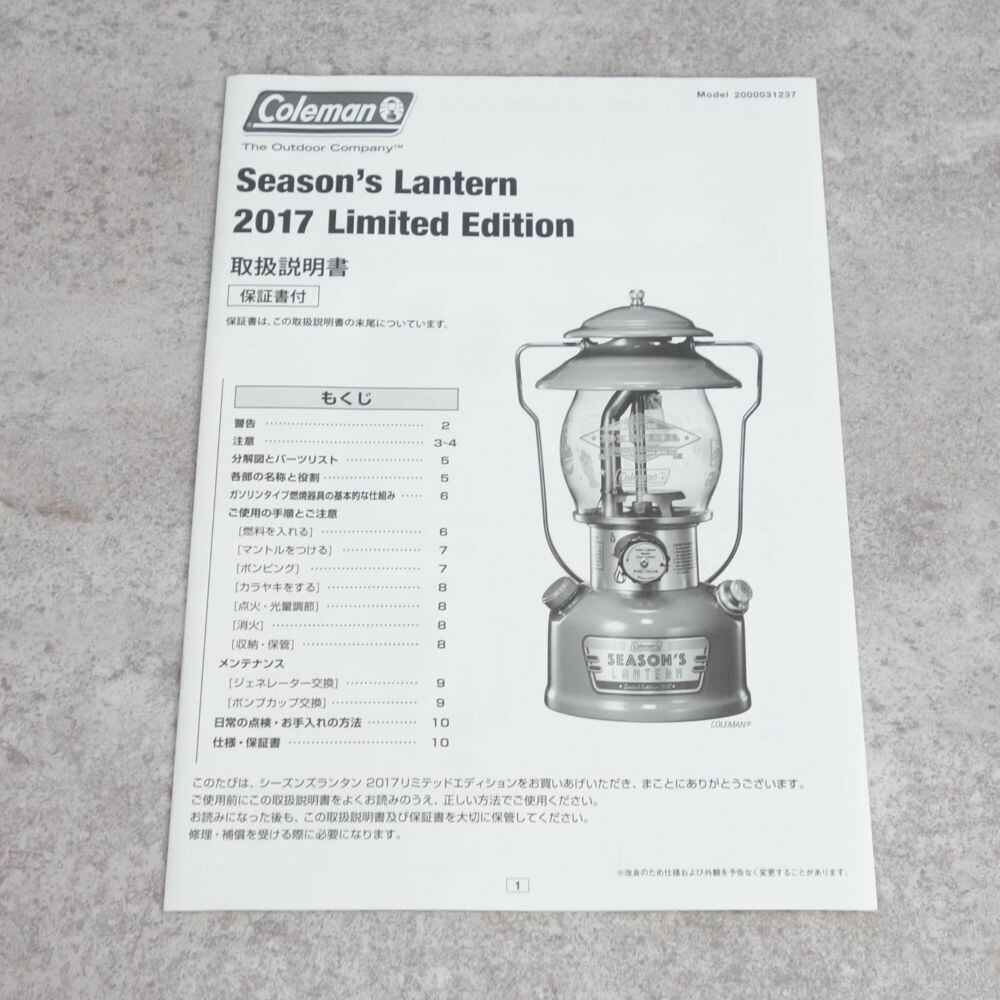 Coleman
The Outdoor Company™
Model 2000031237
Season's Lantern
2017 Limited Edition
取扱説明書
保証書付
保証書は、この取扱説明書の末尾についています。
もくじ
警告 2
注意 3~4
分解図とパーツリスト 5
各部の名称と役割 5
ガソリンタイプ燃焼器具の基本的な仕組み 6
ご使用の手順とご注意
[燃料を入れる] 6
[マントルをつける] 7
[ポンピング] 7
[カラヤキをする] 8
[点火・光量調節] 8
[消火] 8
[収納・保管] 8
メンテナンス
[ジェネレーター交換] 9
[ポンプカップ交換] 9
日常の点検・お手入れの方法 10
仕様・保証書 10
Coleman
Coleman
SEASON'S
LANTERN
Limited Edition 2017
COLEMAN®
このたびは、シーズンズランタン 2017リミテッドエディションをお買いあげいただき、まことにありがとうございます。
ご使用前にこの取扱説明書をよくお読みのうえ、正しい方法でご使用ください。
お読みになった後も、この取扱説明書及び保証書を大切に保管してください。
修理・補償を受ける際に必要になります。
※改良のため仕様および外観を予告なく変更することがあります。
1